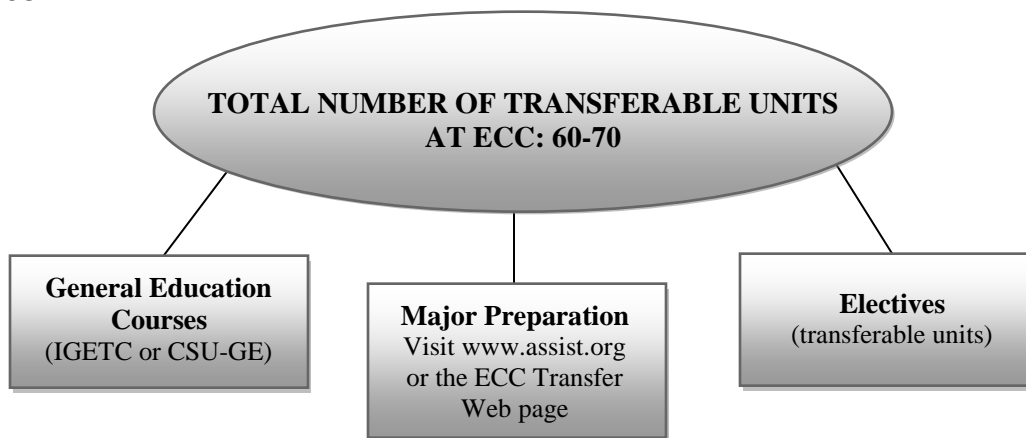 TOTAL NUMBER OF TRANSFERABLE UNITS
AT ECC: 60-70
General Education
Courses
(IGETC or CSU-GE)
Major Preparation
Visit www.assist.org
or the ECC Transfer
Web page
Electives
(transferable units)